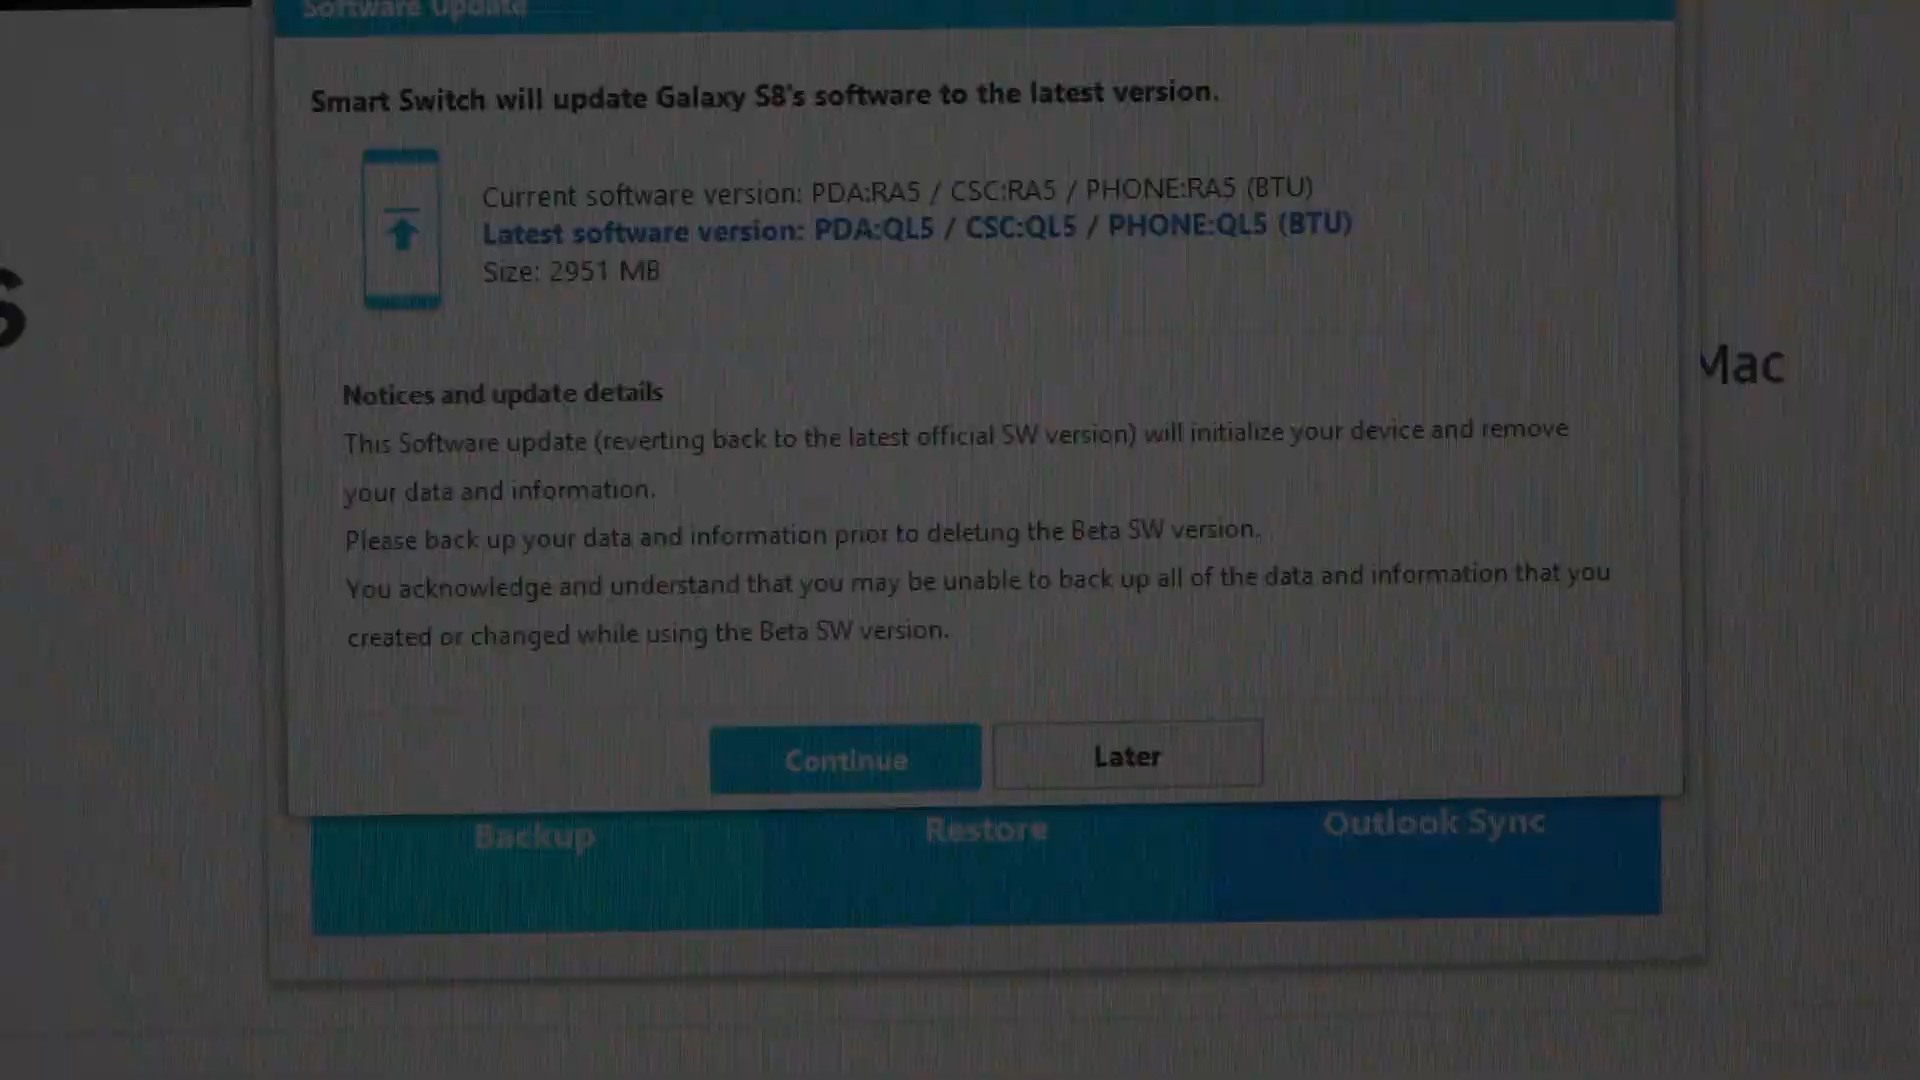 Software Update
Smart Switch will update Galaxy S8's software to the latest version.
Current software version: PDA:RA5 / CSC:RA5 / PHONE:RA5 (BTU)
Latest software version: PDA:QL5 / CSC:QL5 / PHONE:QL5 (BTU)
Size: 2951 MB
Mac
Notices and update details
This Software update (reverting back to the latest official SW version) will initialize your device and remove
your data and information.
Please back up your data and information prior to deleting the Beta SW version.
You acknowledge and understand that you may be unable to back up all of the data and information that you
created or changed while using the Beta SW version.
Continue
Later
Backup
Restore
Outlook Sync